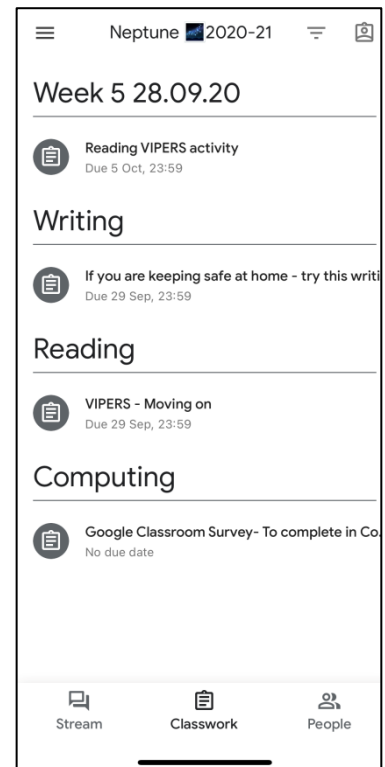 Neptune 🌌2020-21
Week 5 28.09.20
Reading VIPERS activity
Due 5 Oct, 23:59
Writing
If you are keeping safe at home - try this writi
Due 29 Sep, 23:59
Reading
VIPERS - Moving on
Due 29 Sep, 23:59
Computing
Google Classroom Survey- To complete in Co.
No due date
Stream Classwork People